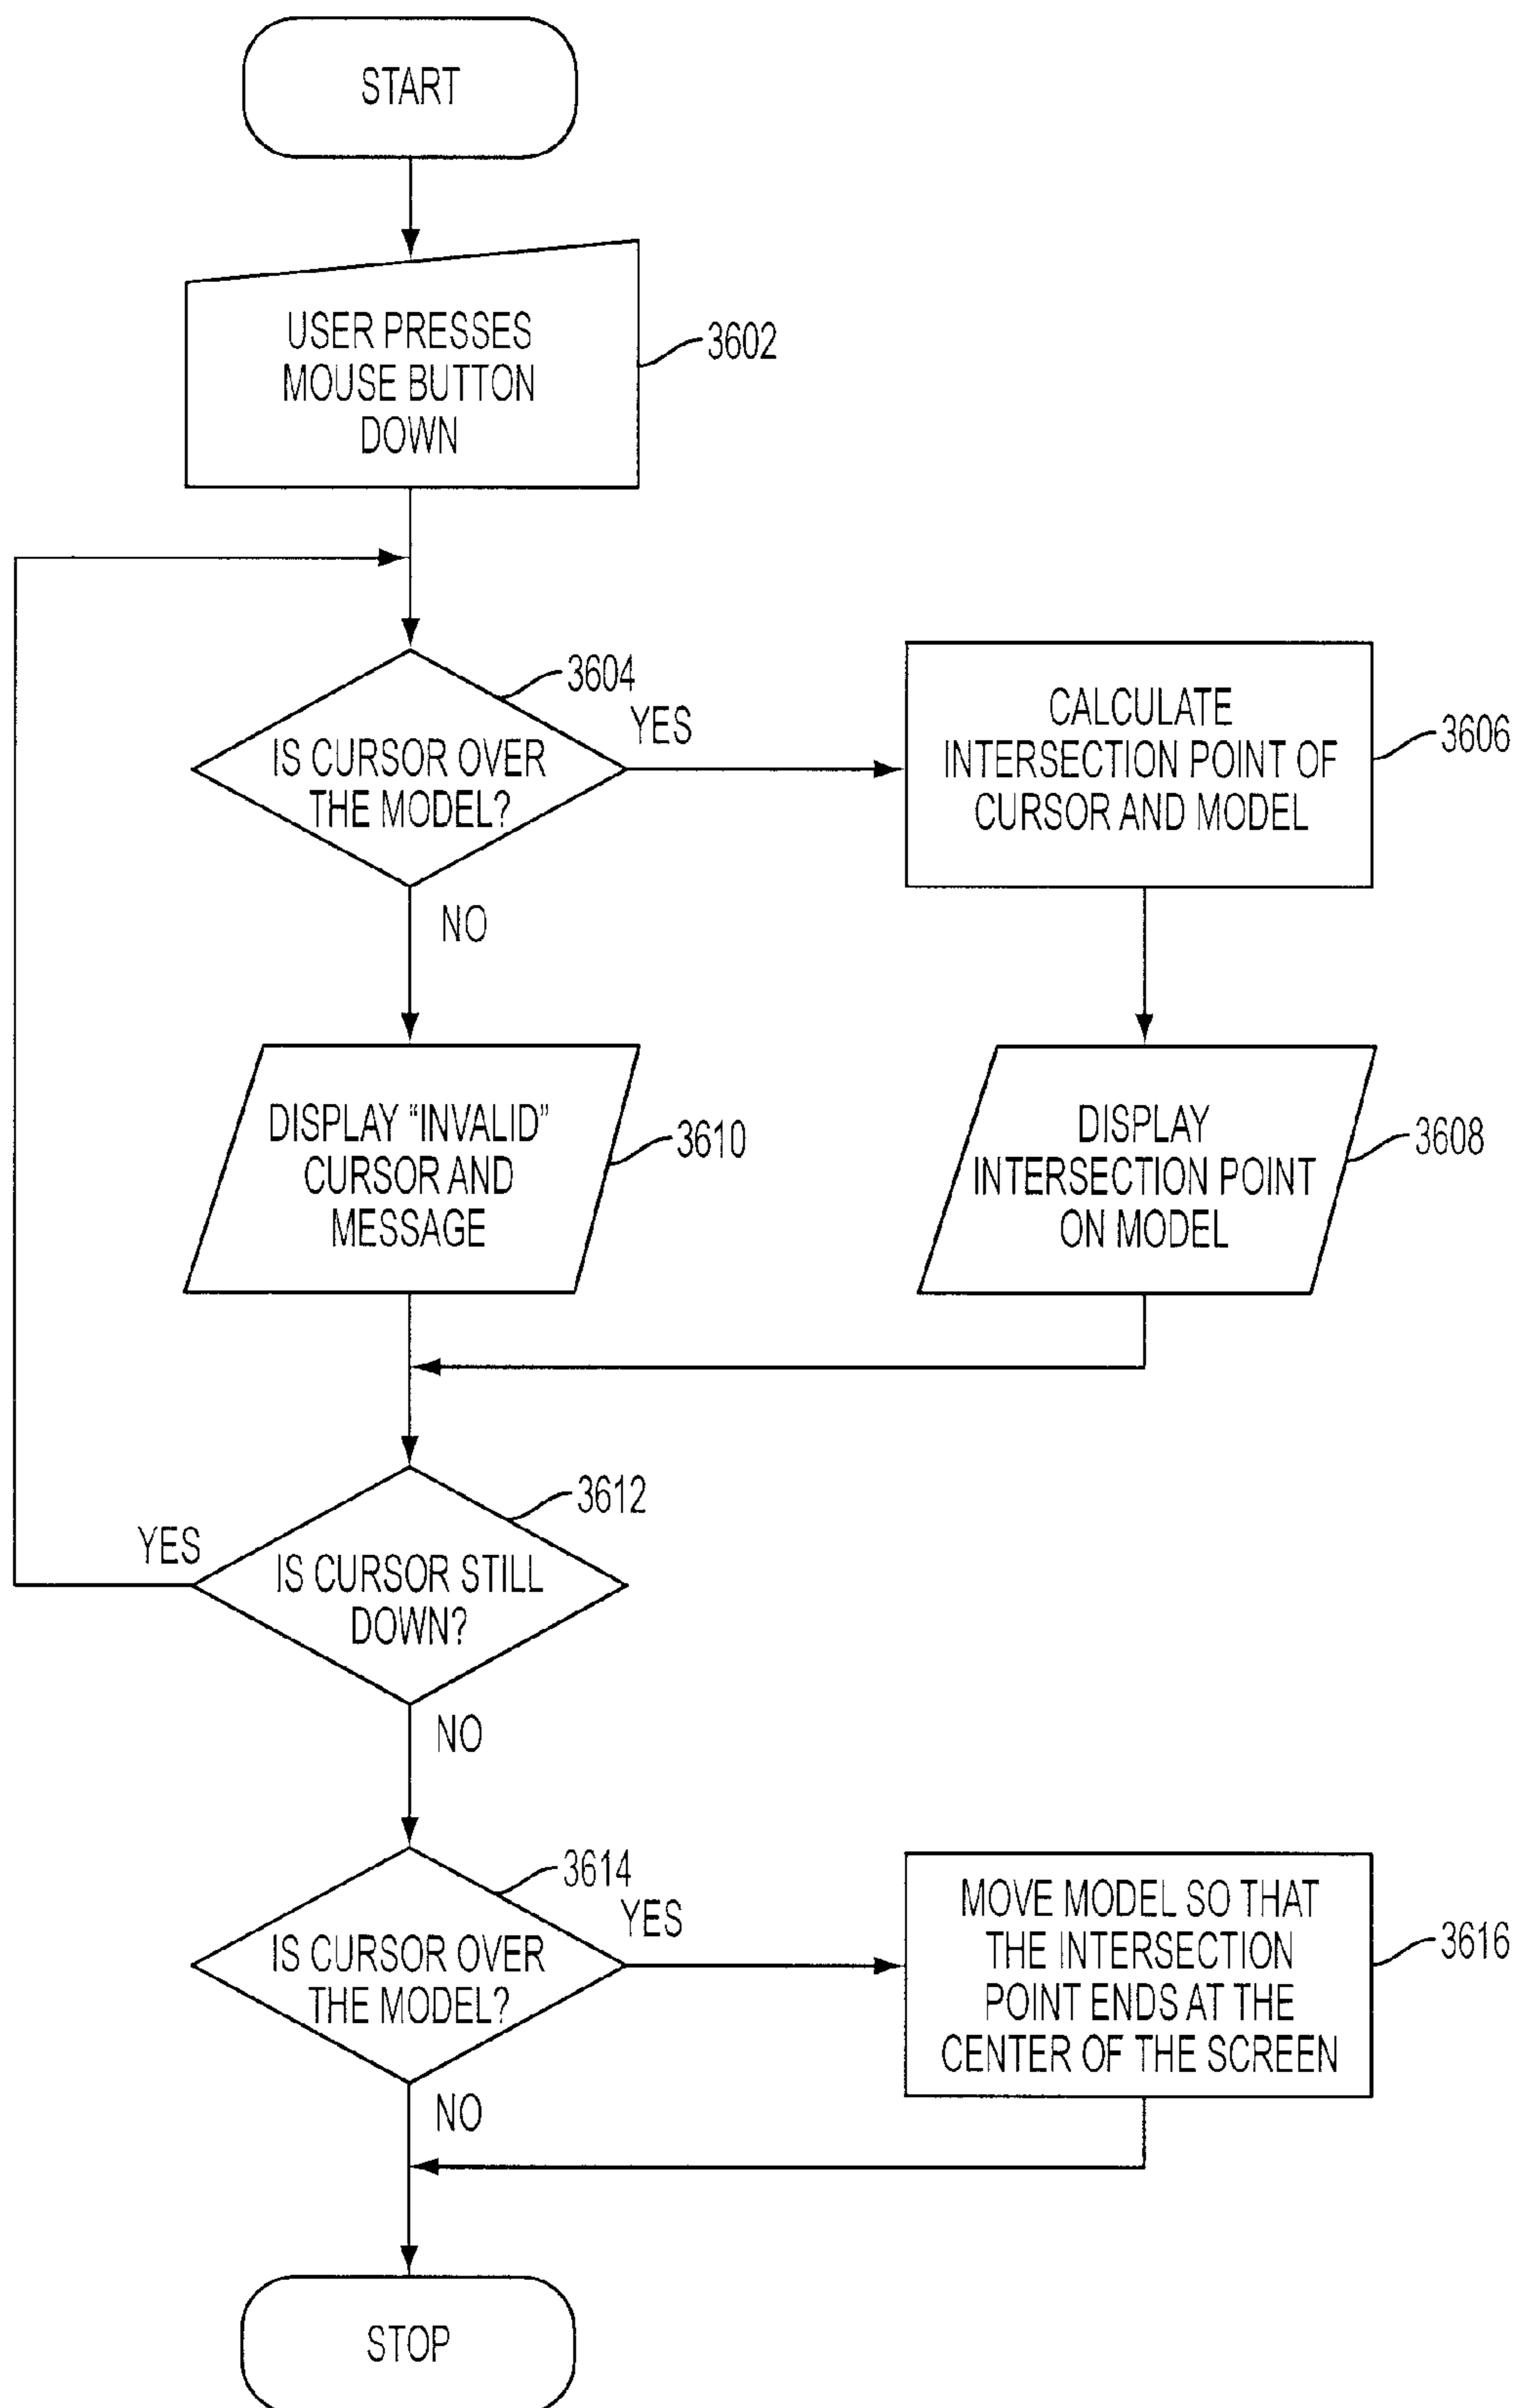 START
USER PRESSES
MOUSE BUTTON
DOWN
3602
3604
YES
IS CURSOR OVER
THE MODEL?
NO
CALCULATE
INTERSECTION POINT OF
CURSOR AND MODEL
3606
DISPLAY “INVALID”
CURSOR AND
MESSAGE
3610
DISPLAY
INTERSECTION POINT
ON MODEL
3608
3612
YES
IS CURSOR STILL
DOWN?
NO
3614
YES
IS CURSOR OVER
THE MODEL?
NO
MOVE MODEL SO THAT
THE INTERSECTION
POINT ENDS AT THE
CENTER OF THE SCREEN
3616
STOP